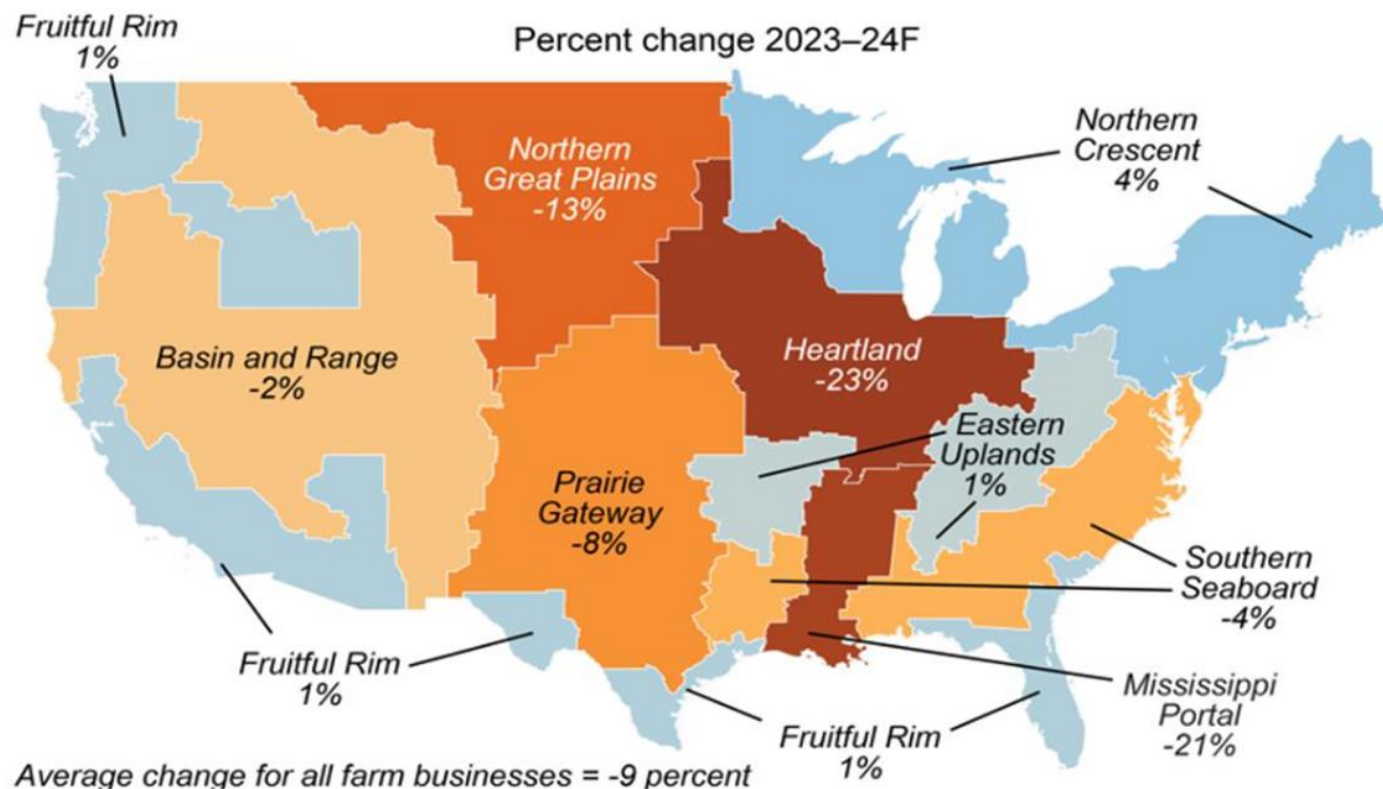 Fruitful Rim
1%
Percent change 2023–24F
Northern
Crescent
4%
Northern
Great Plains
-13%
Basin and Range
-2%
Heartland
-23%
Eastern
Uplands
1%
Prairie
Gateway
-8%
Southern
Seaboard
-4%
Fruitful Rim
1%
Mississippi
Portal
-21%
Fruitful Rim
1%
Average change for all farm businesses = -9 percent